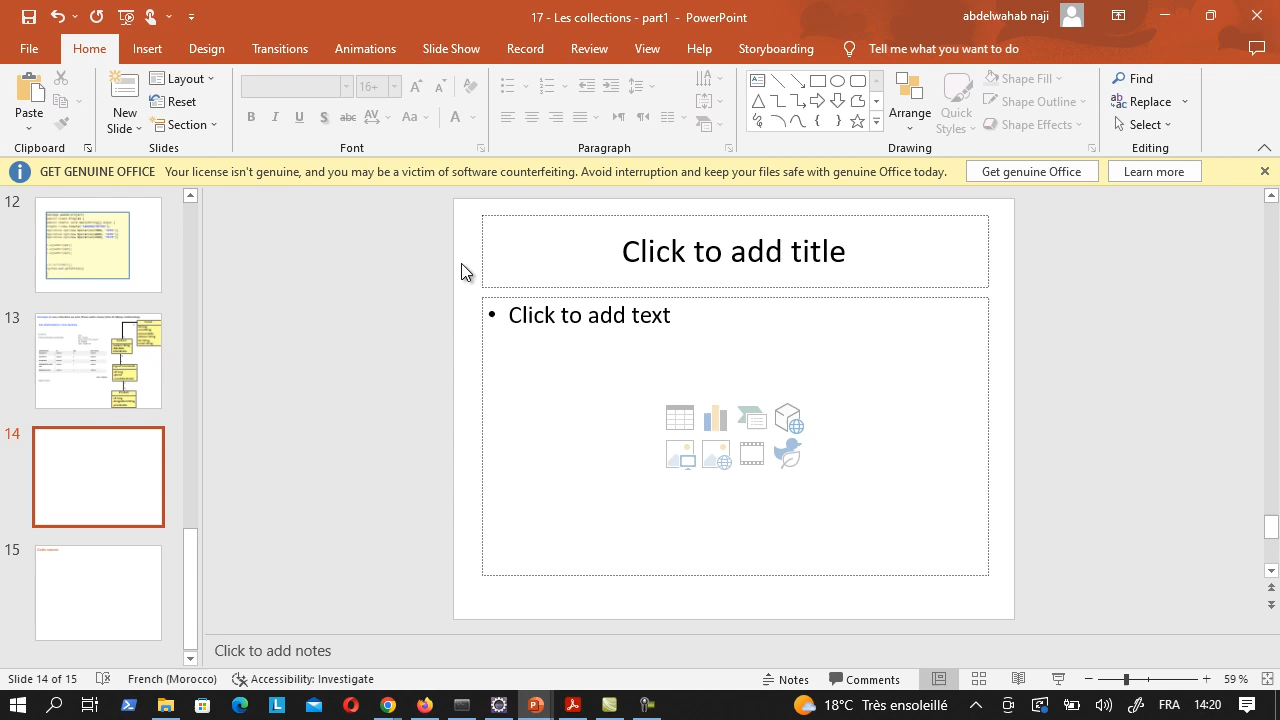 17 - Les collections - part1 - PowerPoint
abdelwahab naji
File Home Insert Design Transitions Animations Slide Show Record Review View Help Storyboarding Tell me what you want to do
Paste
Clipboard
New Slide
Layout
Reset
Section
Slides
16+
B I U S abc AV Aa A
Font
Paragraph
Arrange
Quick Styles
Shape Fill
Shape Outline
Shape Effects
Drawing
Find
Replace
Select
Editing
GET GENUINE OFFICE Your license isn't genuine, and you may be a victim of software counterfeiting. Avoid interruption and keep your files safe with genuine Office today. Get genuine Office Learn more
12
13
14
15
Click to add title
• Click to add text
Click to add notes
Slide 14 of 15 French (Morocco) Accessibility: Investigate Notes Comments 59 %
18°C Très ensoleillé FRA 14:20